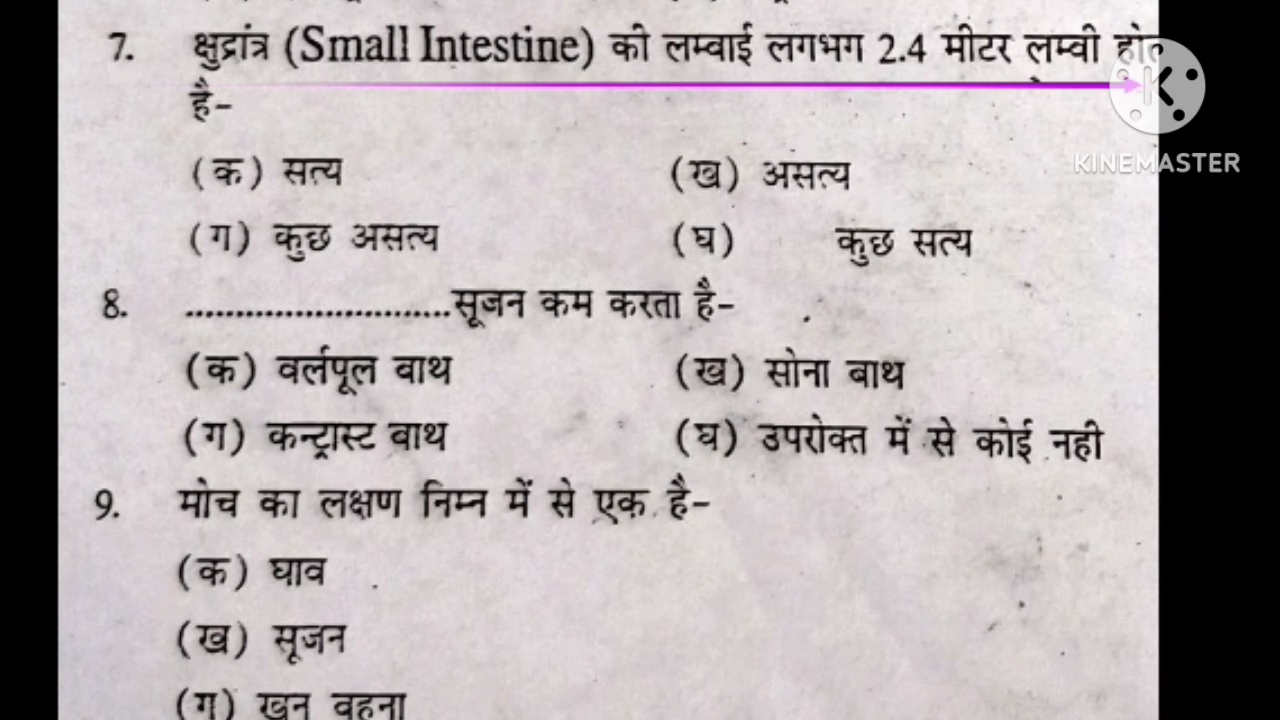 7. क्षुद्रांत्र (Small Intestine) की लम्वाई लगभग 2.4 मीटर लम्वी
है-
(क) सत्य (ख) असत्य
(ग) कुछ असत्य (घ) कुछ सत्य
8. ..........................सूजन कम करता है-
(क) वर्लपूल वाथ (ख) सोना बाथ
(ग) कन्ट्रास्ट बाथ (घ) उपरोक्त में से कोई नही
9. मोच का लक्षण निम्न में से एक है-
(क) घाव
(ख) सूजन
(ग) खून वहना
K
KINEMASTER